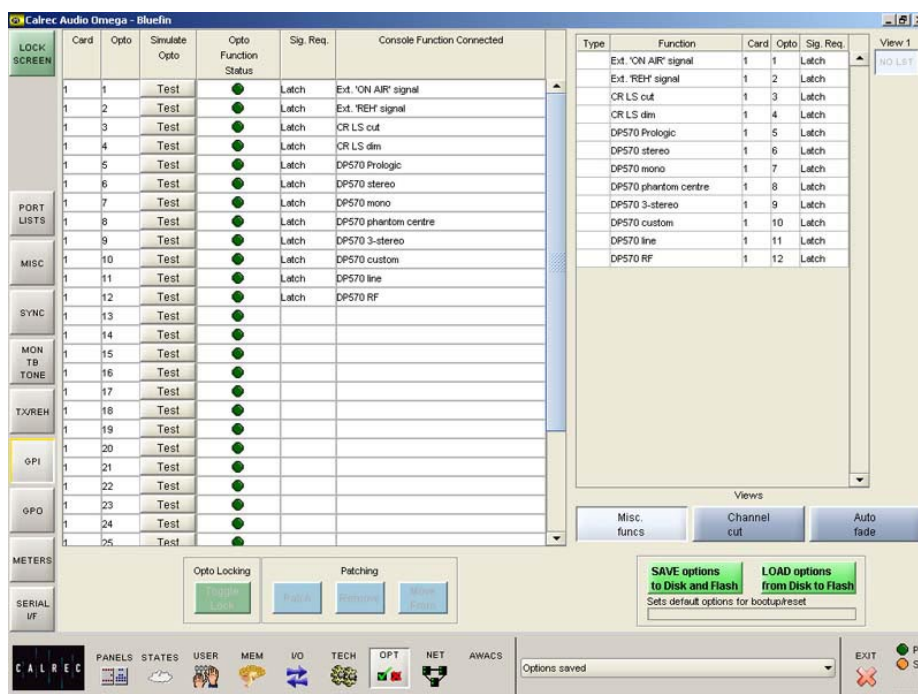 Calrec Audio Omega - Bluefin
LOCK SCREEN
PORT LISTS
MISC
SYNC
MON TB TONE
TX/REH
GPI
GPO
METERS
SERIAL I/F
Card Opto Simulate Opto Opto Function Status Sig. Req. Console Function Connected
1 1 Test Latch Ext. 'ON AIR' signal
1 2 Test Latch Ext. 'REH' signal
1 3 Test Latch CR LS cut
1 4 Test Latch CR LS dim
1 5 Test Latch DP570 Prologic
1 6 Test Latch DP570 stereo
1 7 Test Latch DP570 mono
1 8 Test Latch DP570 phantom centre
1 9 Test Latch DP570 3-stereo
1 10 Test Latch DP570 custom
1 11 Test Latch DP570 line
1 12 Test Latch DP570 RF
1 13 Test
1 14 Test
1 15 Test
1 16 Test
1 17 Test
1 18 Test
1 19 Test
1 20 Test
1 21 Test
1 22 Test
1 23 Test
1 24 Test
1 25 Test
Type Function Card Opto Sig. Req.
Ext. 'ON AIR' signal 1 1 Latch
Ext. 'REH' signal 1 2 Latch
CR LS cut 1 3 Latch
CR LS dim 1 4 Latch
DP570 Prologic 1 5 Latch
DP570 stereo 1 6 Latch
DP570 mono 1 7 Latch
DP570 phantom centre 1 8 Latch
DP570 3-stereo 1 9 Latch
DP570 custom 1 10 Latch
DP570 line 1 11 Latch
DP570 RF 1 12 Latch
View 1
NO LST
Views
Misc. funcs
Channel cut
Auto fade
Opto Locking
Toggle Lock
Patching
Remove
Move From
SAVE options to Disk and Flash
LOAD options from Disk to Flash
Sets default options for bootup/reset
CALREC
PANELS STATES USER MEM I/O TECH OPT NET AWACS
Options saved
EXIT
P
S